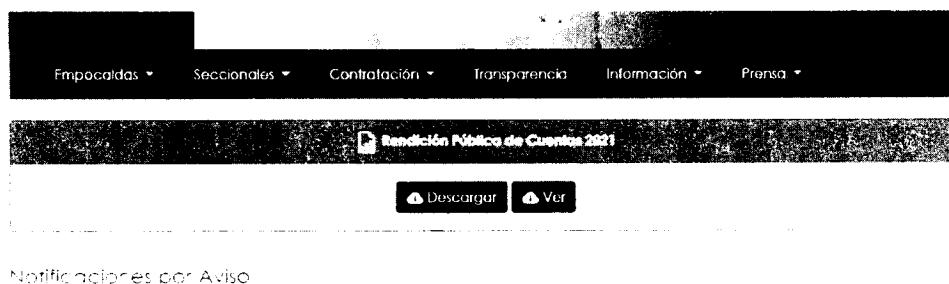 Empocaldas Seccionales Contratación Transparencia Información Prensa
Rendición Pública de Cuentas 2021
Descargar Ver
Notificaciones por Aviso